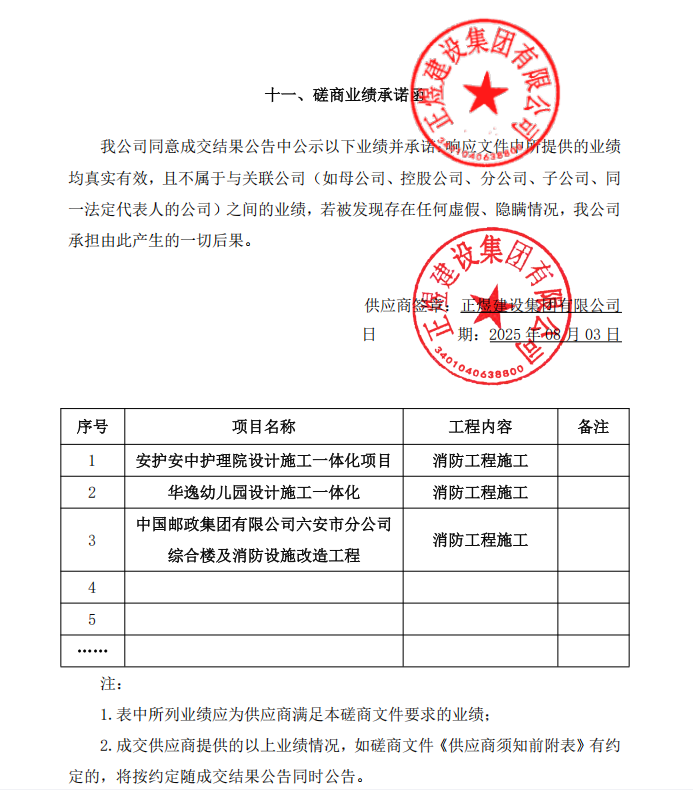 十一、磋商业绩承诺函
正煜建设集团有限公司
3401040638800
我公司同意成交结果公告中公示以下业绩并承诺：响应文件中所提供的业绩
均真实有效，且不属于与关联公司（如母公司、控股公司、分公司、子公司、同
一法定代表人的公司）之间的业绩，若被发现存在任何虚假、隐瞒情况，我公司
承担由此产生的一切后果。
供应商签章：正煜建设集团有限公司
日 期：2025 年 08 月 03 日
正煜建设集团有限公司
3401040638800
序号 项目名称 工程内容 备注
1 安护安中护理院设计施工一体化项目 消防工程施工
2 华逸幼儿园设计施工一体化 消防工程施工
3 中国邮政集团有限公司六安市分公司 消防工程施工
综合楼及消防设施改造工程
4
5
……
注：
1.表中所列业绩应为供应商满足本磋商文件要求的业绩；
2.成交供应商提供的以上业绩情况，如磋商文件《供应商须知前附表》有约
定的，将按约定随成交结果公告同时公告。